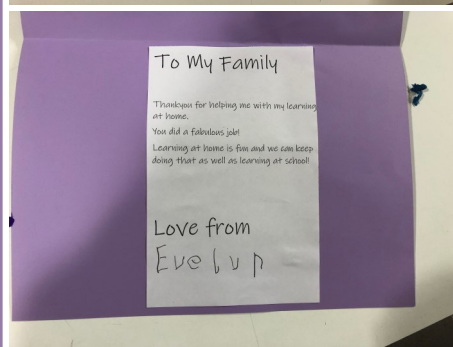 To My Family
Thankyou for helping me with my learning
at home.
You did a fabulous job!
Learning at home is fun and we can keep
doing that as well as learning at school!
Love from
Evelyn